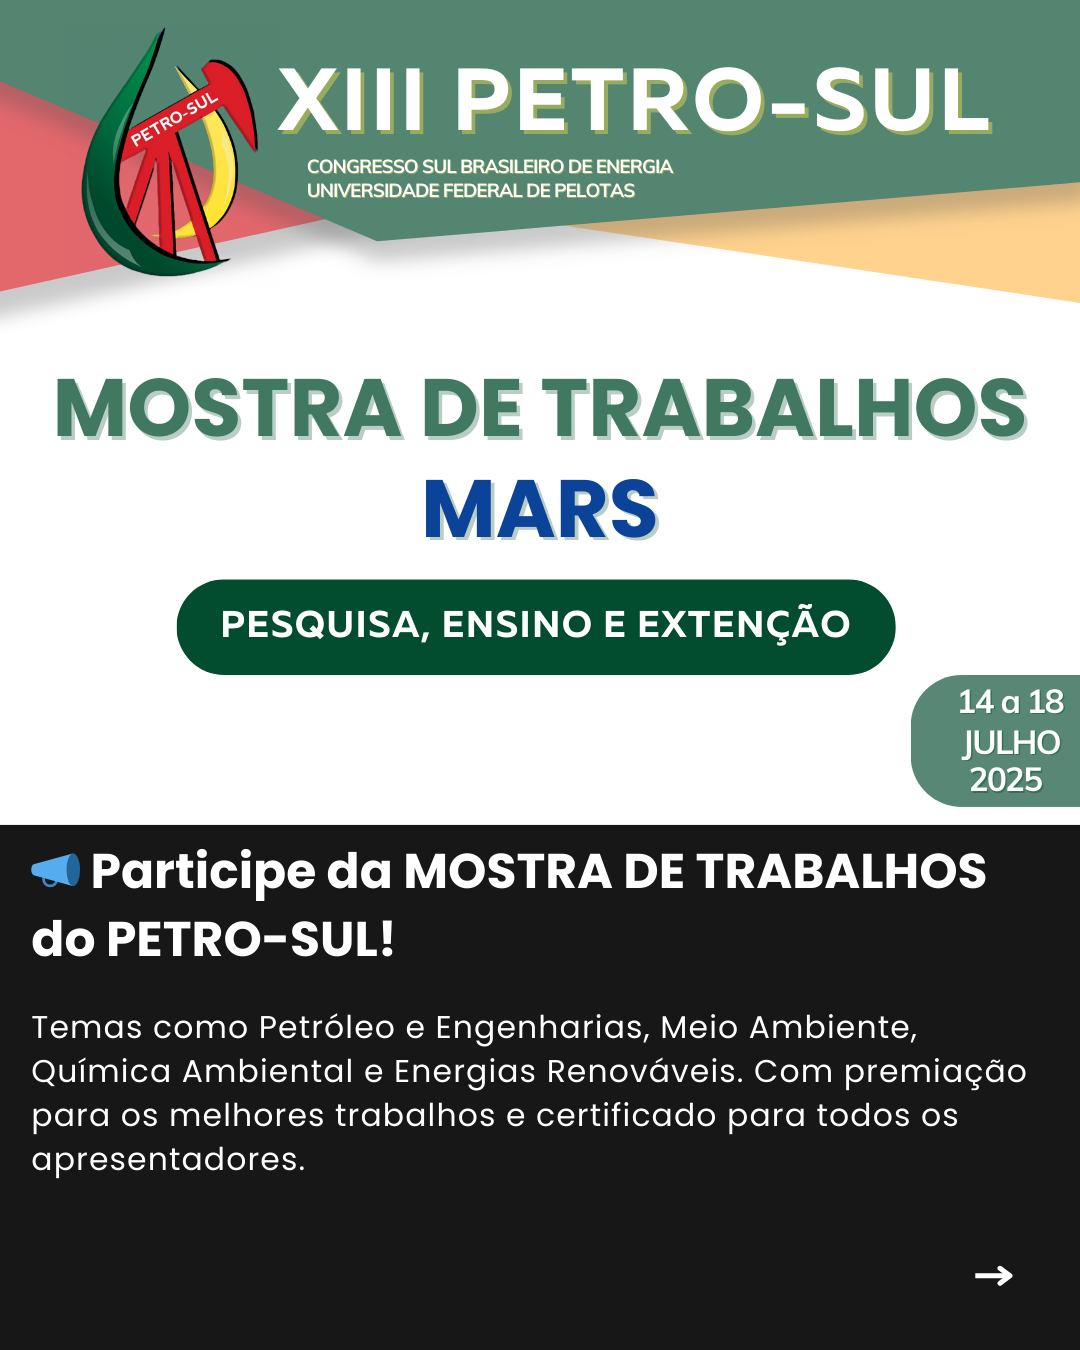 PETRO-SUL
XIII PETRO-SUL
CONGRESSO SUL BRASILEIRO DE ENERGIA
UNIVERSIDADE FEDERAL DE PELOTAS
MOSTRA DE TRABALHOS
MARS
PESQUISA, ENSINO E EXTENÇÃO
14 a 18
JULHO
2025
📣 Participe da MOSTRA DE TRABALHOS
do PETRO-SUL!
Temas como Petróleo e Engenharias, Meio Ambiente,
Química Ambiental e Energias Renováveis. Com premiação
para os melhores trabalhos e certificado para todos os
apresentadores.
→